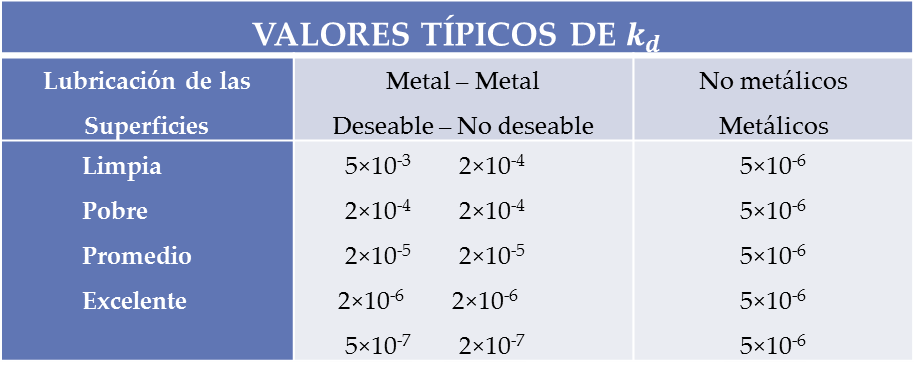 VALORES TÍPICOS DE k_d
Lubricación de las Superficies
Metal – Metal
Deseable – No deseable
No metálicos
Metálicos
Limpia 5×10⁻³ 2×10⁻⁴ 5×10⁻⁶
Pobre 2×10⁻⁴ 2×10⁻⁴ 5×10⁻⁶
Promedio 2×10⁻⁵ 2×10⁻⁵ 5×10⁻⁶
Excelente 2×10⁻⁶ 2×10⁻⁶ 5×10⁻⁶
5×10⁻⁷ 2×10⁻⁷ 5×10⁻⁶